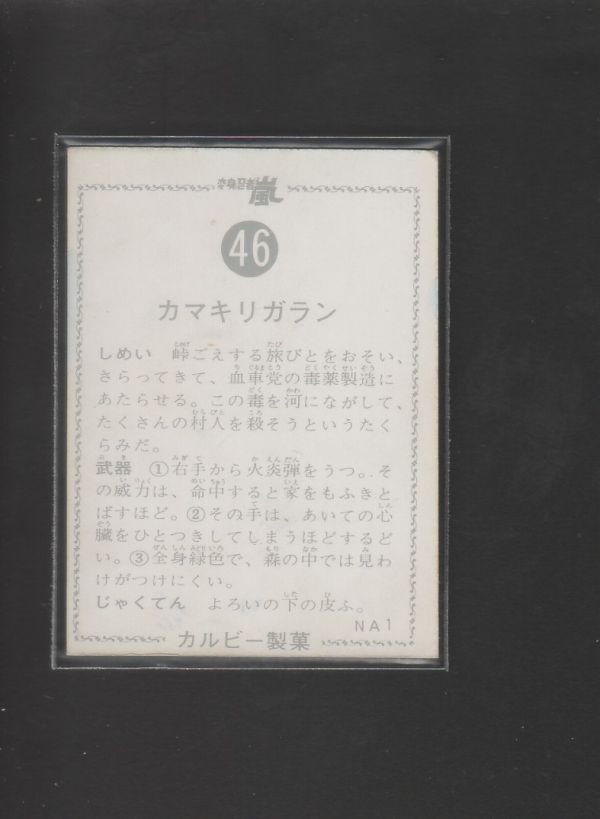 変身忍者
嵐
46
カマキリガラン
しめい　峠ごえする旅びとをおそい、
さらってきて、血車党の毒薬製造に
あたらせる。この毒を河にながして、
たくさんの村人を殺そうというたく
らみだ。
武器　①右手から火炎弾をうつ。そ
の威力は、命中すると家をもふきと
ばすほど。②その手は、あいての心
臓をひとつきしてしまうほどするど
い。③全身緑色で、森の中では見わ
けがつけにくい。
じゃくてん　よろいの下の皮ふ。
NA1
カルビー製菓